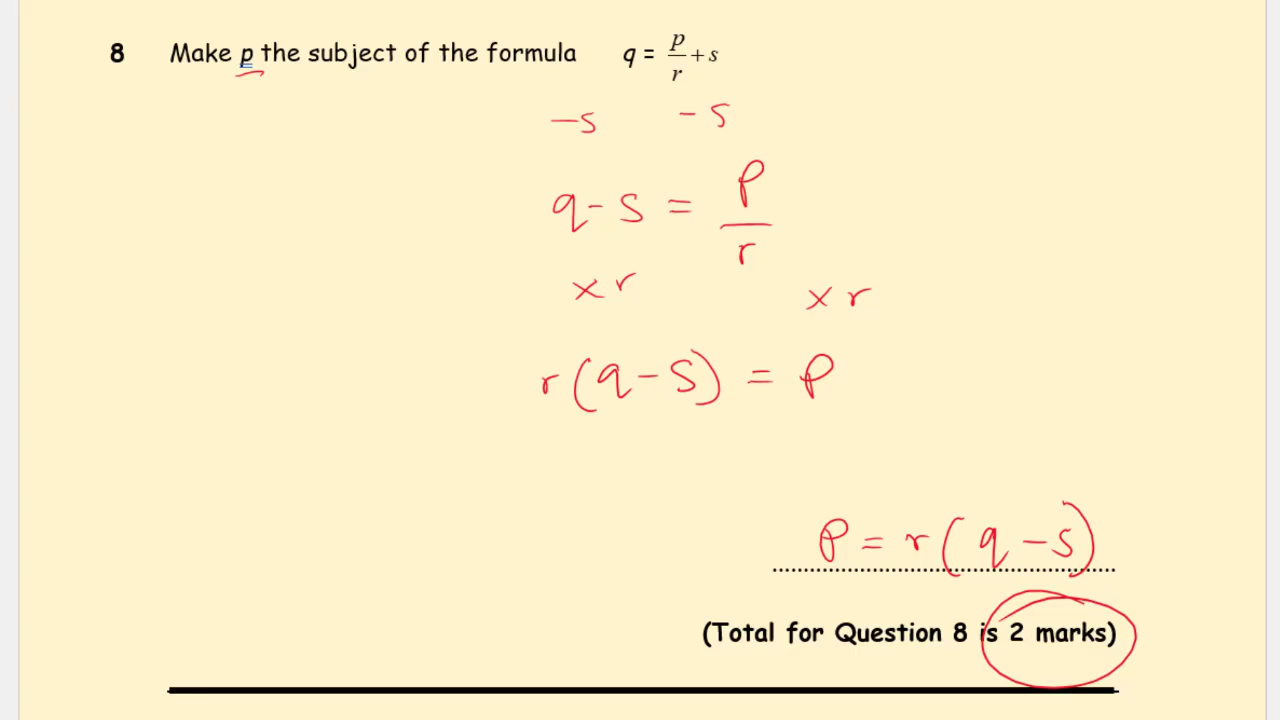 8 Make p the subject of the formula q = p/r + s
-s -s
q - s = p/r
× r × r
r(q - s) = p
p = r(q - s)
(Total for Question 8 is 2 marks)